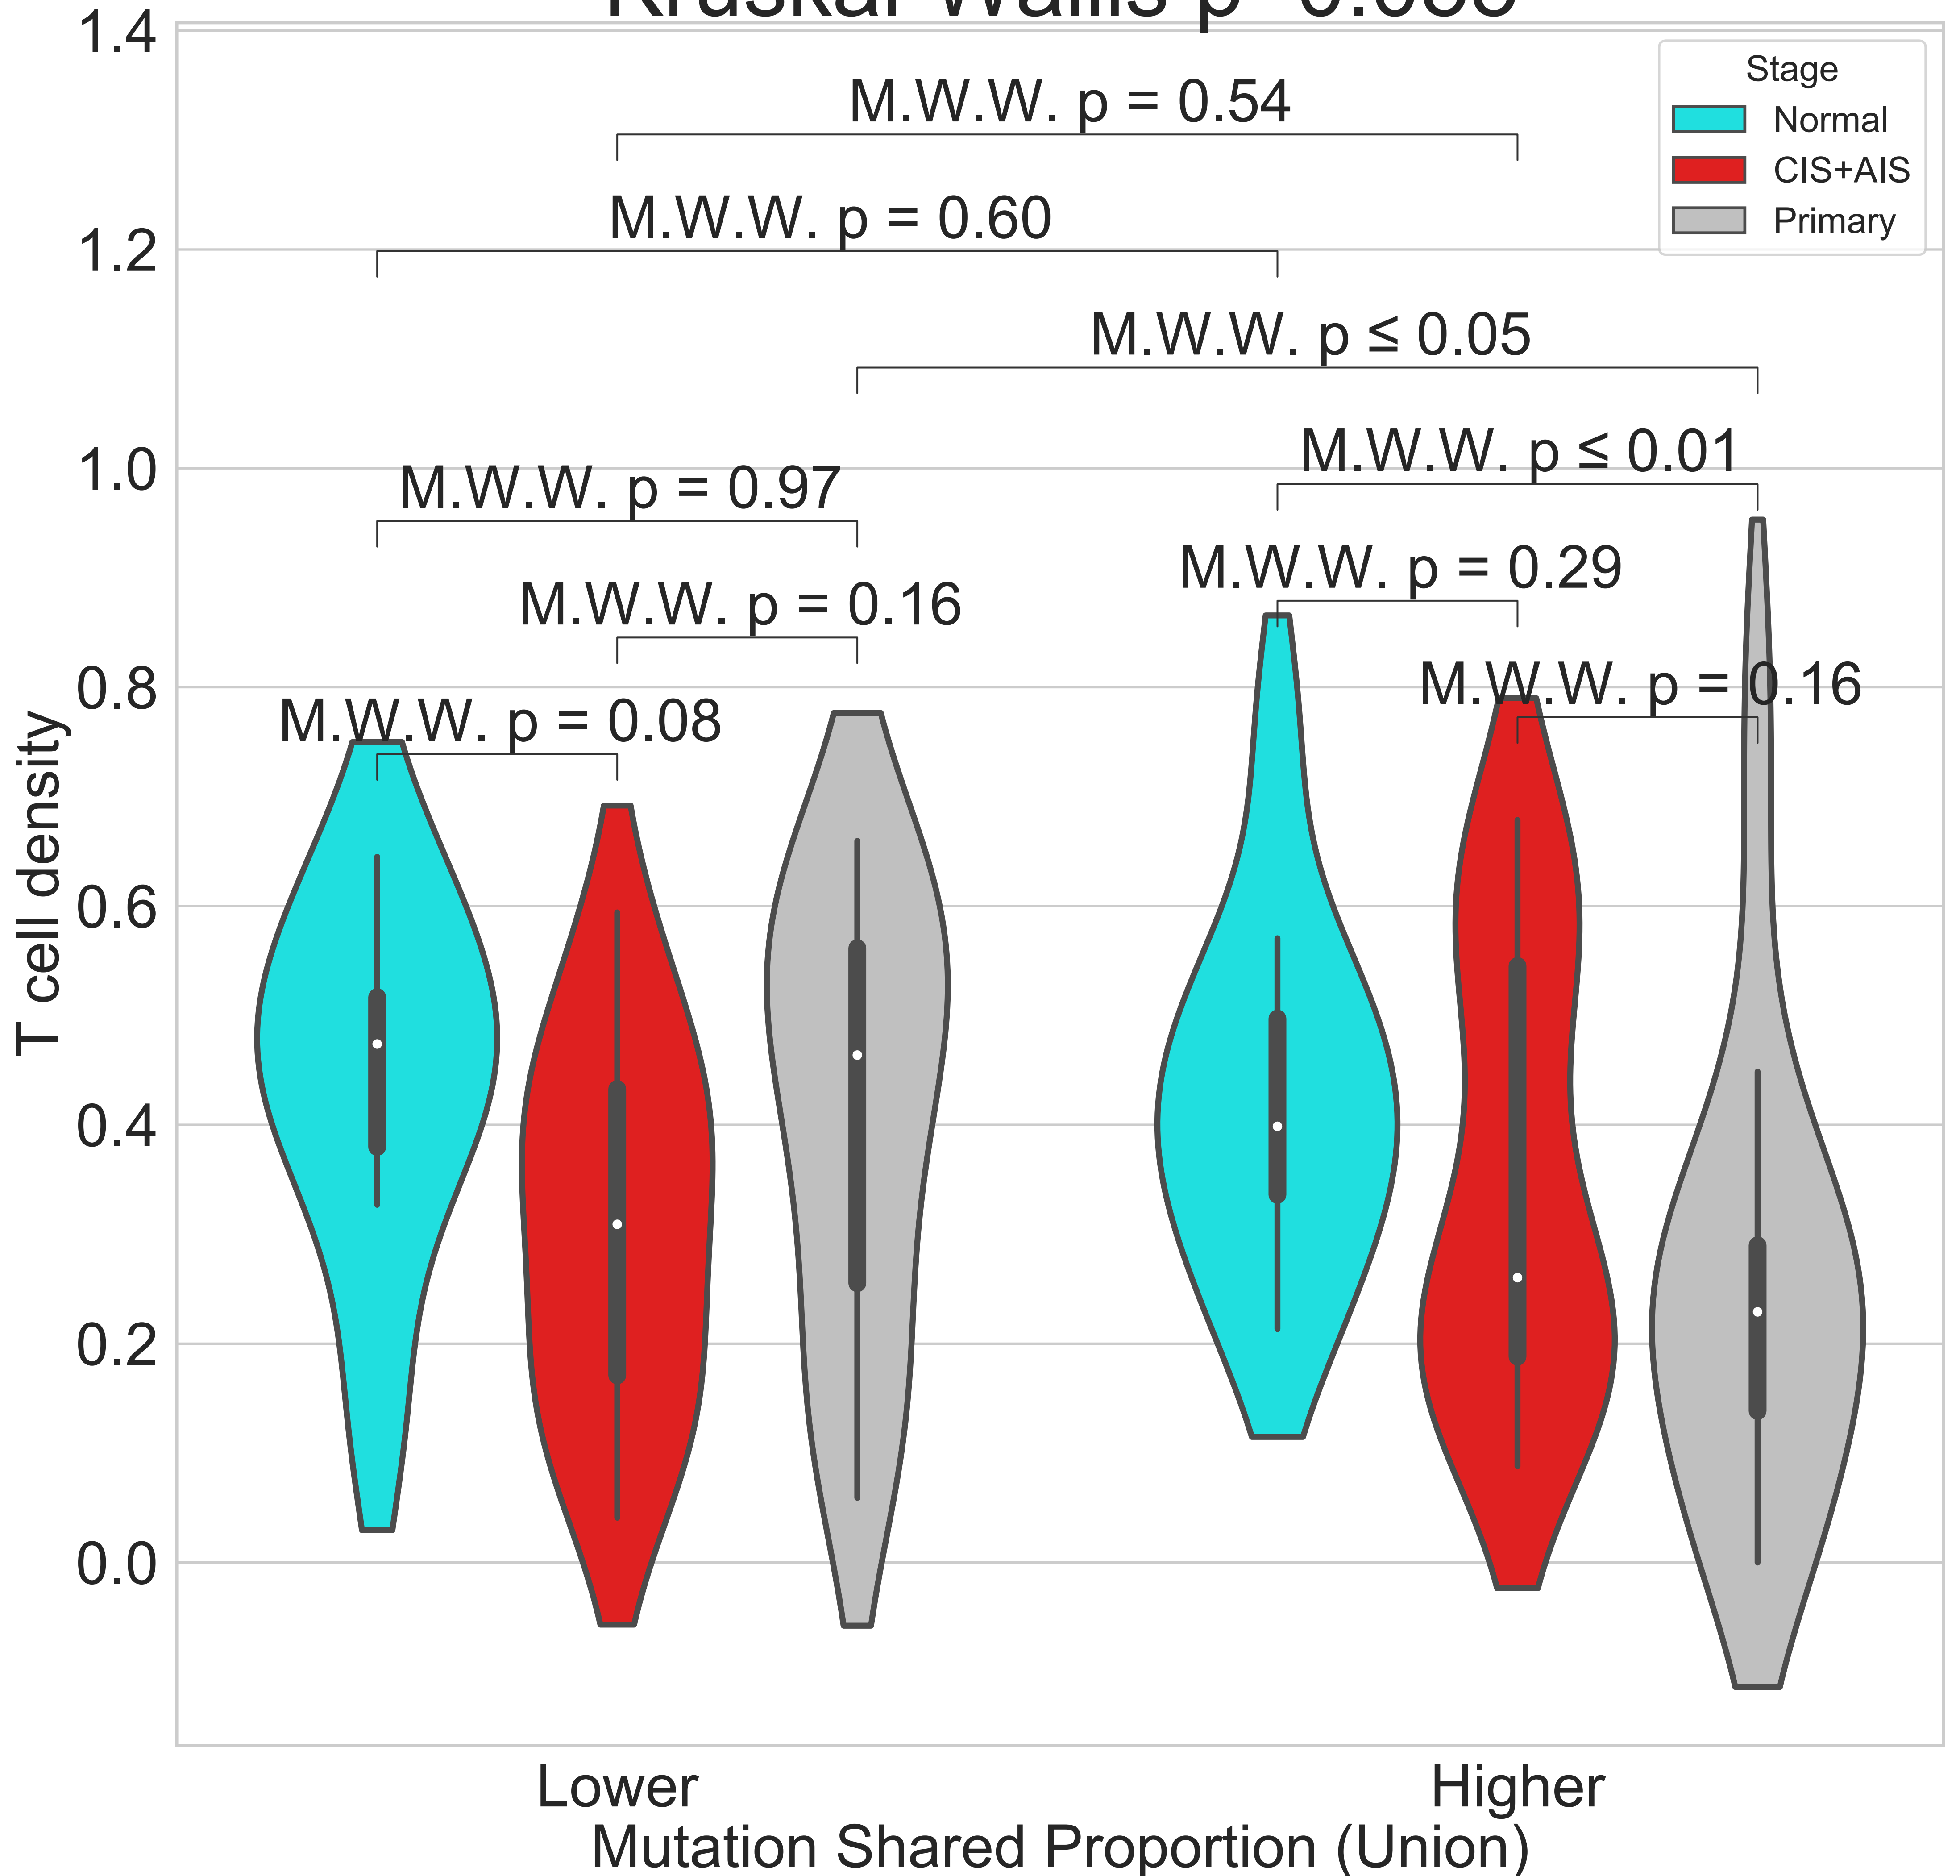 Kruskal Wallis p
1.4
Stage
Normal
CIS+AIS
Primary
M.W.W. p = 0.54
M.W.W. p = 0.60
1.2
M.W.W. p ≤ 0.05
M.W.W. p ≤ 0.01
1.0
M.W.W. p = 0.97
M.W.W. p = 0.29
M.W.W. p = 0.16
M.W.W. p = 0.16
0.8
M.W.W. p = 0.08
T cell density
0.6
0.4
0.2
0.0
Lower
Higher
Mutation Shared Proportion (Union)